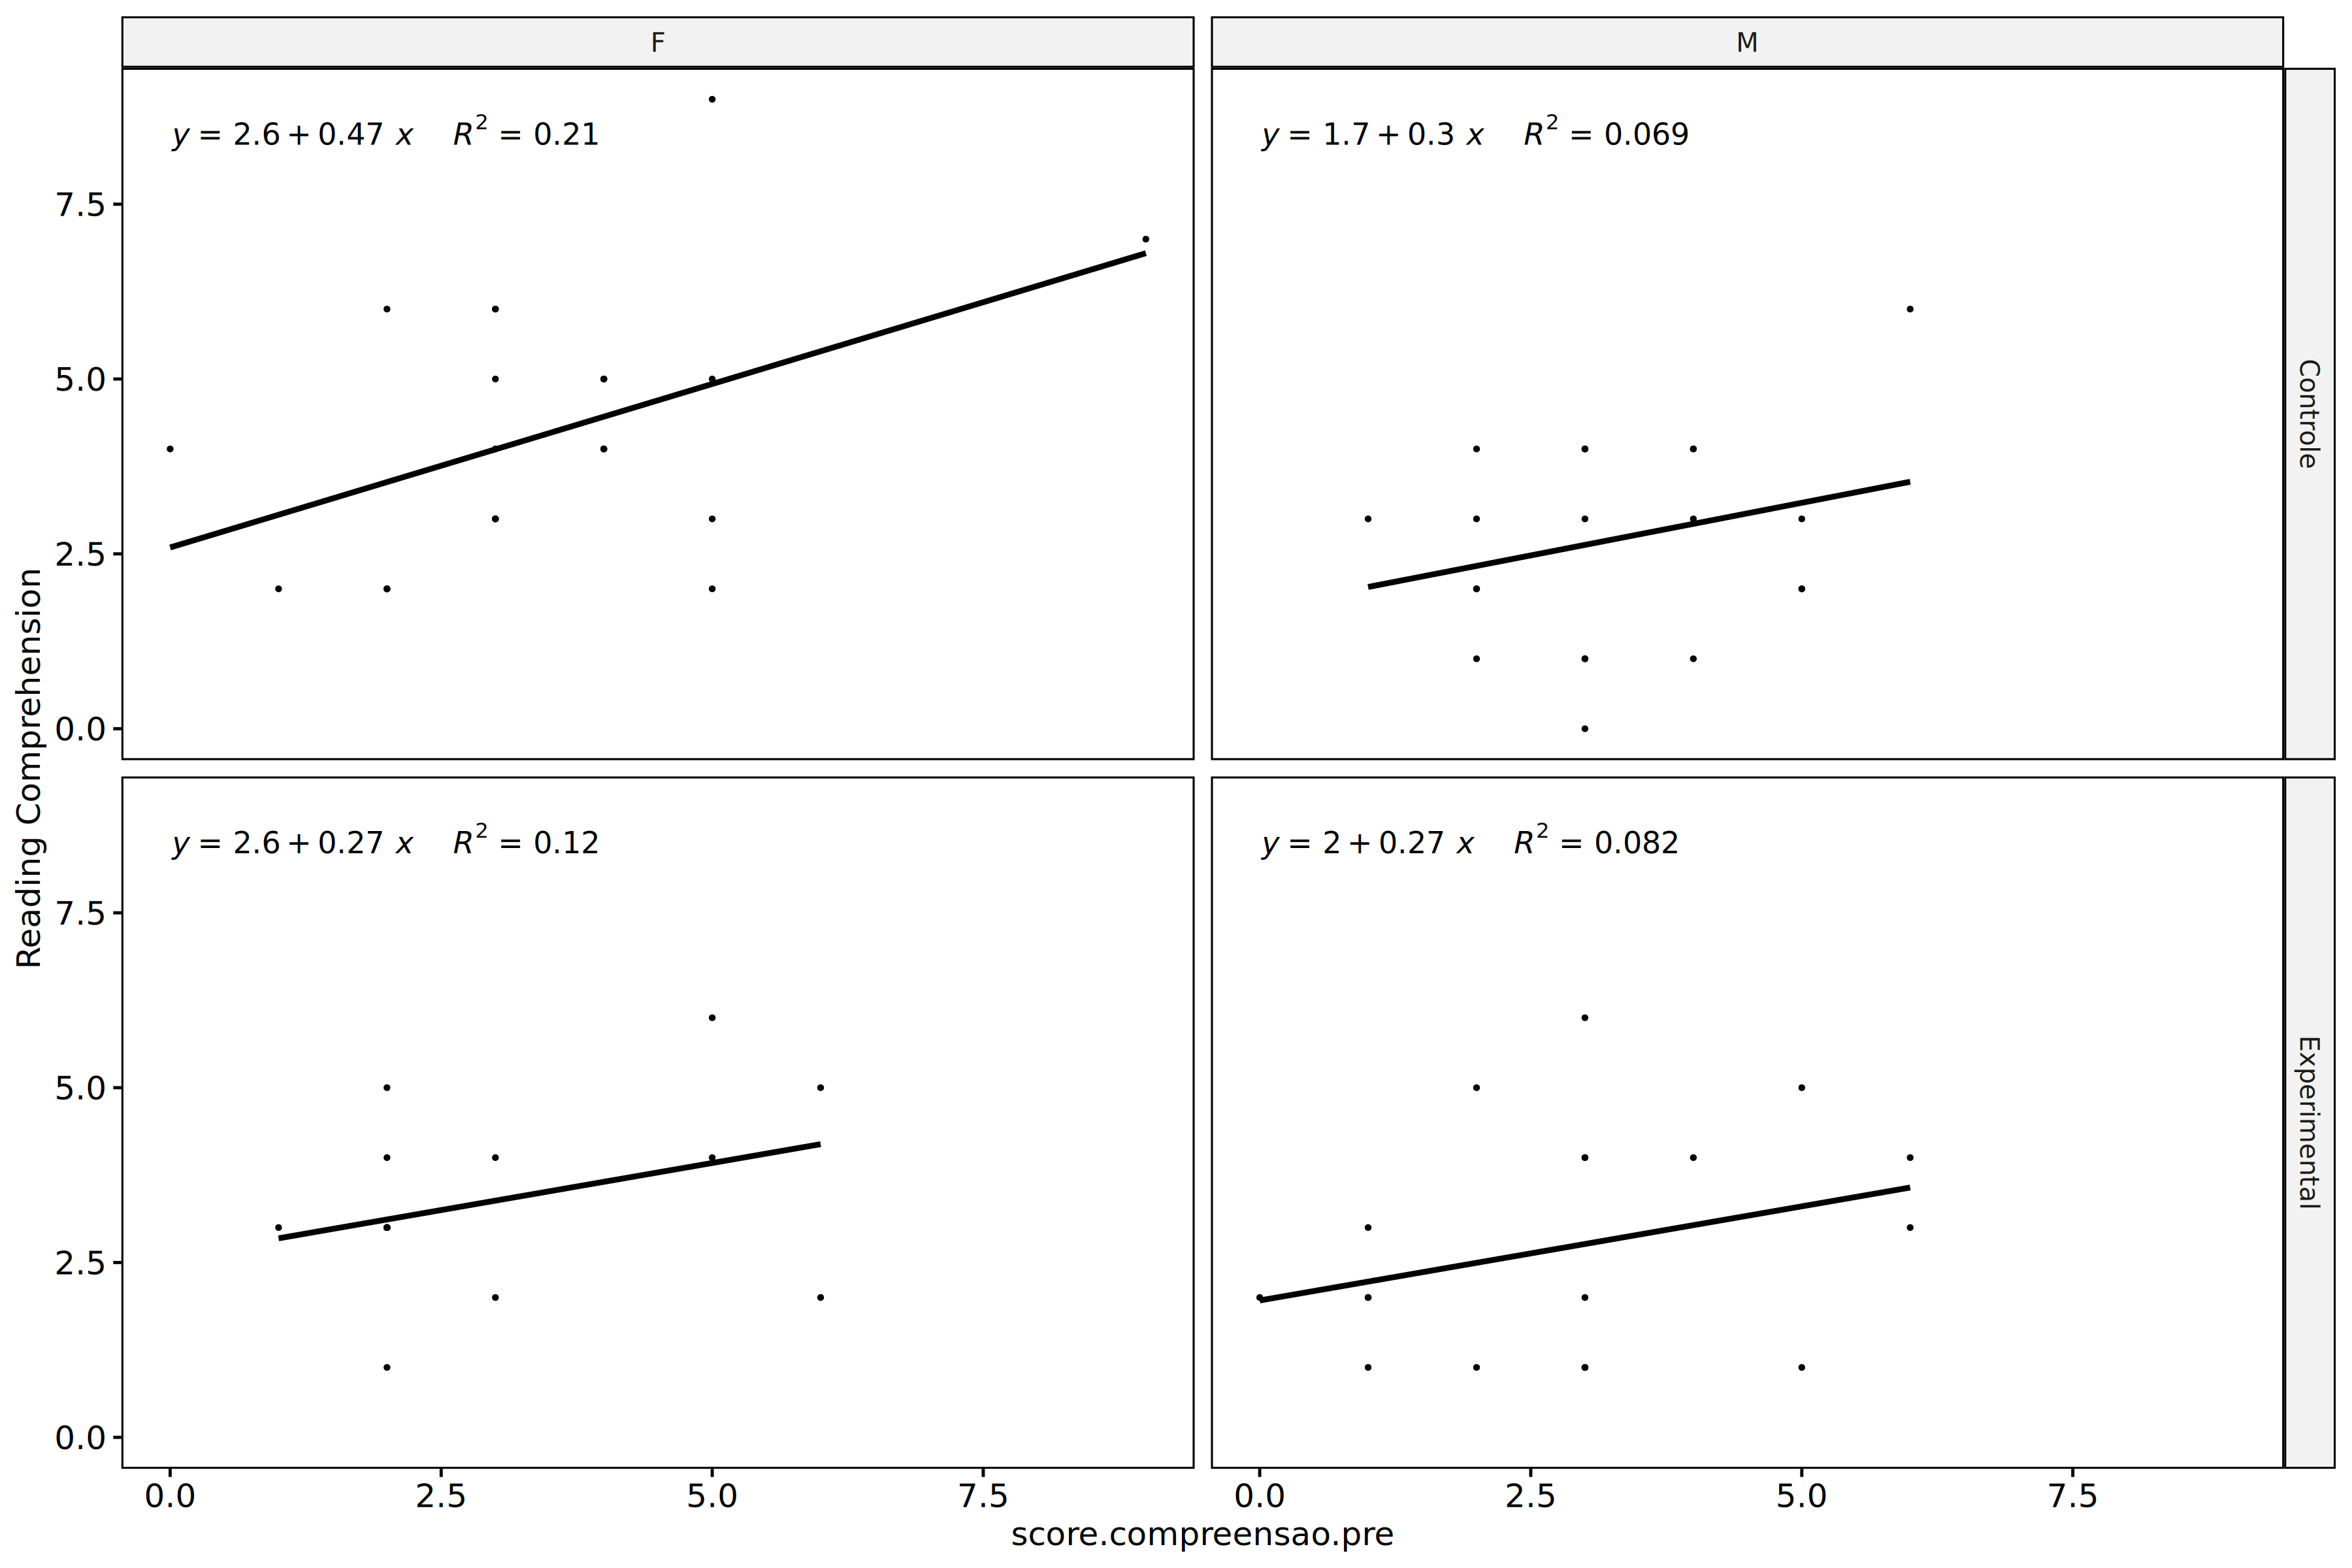 F
M
y = 2.6 + 0.47 x R² = 0.21
y = 1.7 + 0.3 x R² = 0.069
Controle
7.5
5.0
2.5
0.0
Reading Comprehension
y = 2.6 + 0.27 x R² = 0.12
y = 2 + 0.27 x R² = 0.082
Experimental
7.5
5.0
2.5
0.0
0.0 2.5 5.0 7.5
0.0 2.5 5.0 7.5
score.compreensao.pre